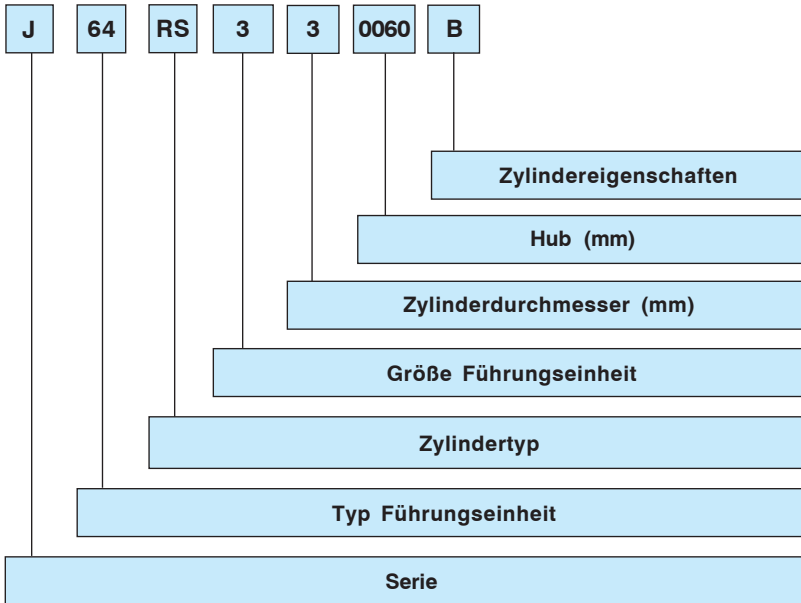 J 64 RS 3 3 0060 B
Zylindereigenschaften
Hub (mm)
Zylinderdurchmesser (mm)
Größe Führungseinheit
Zylindertyp
Typ Führungseinheit
Serie